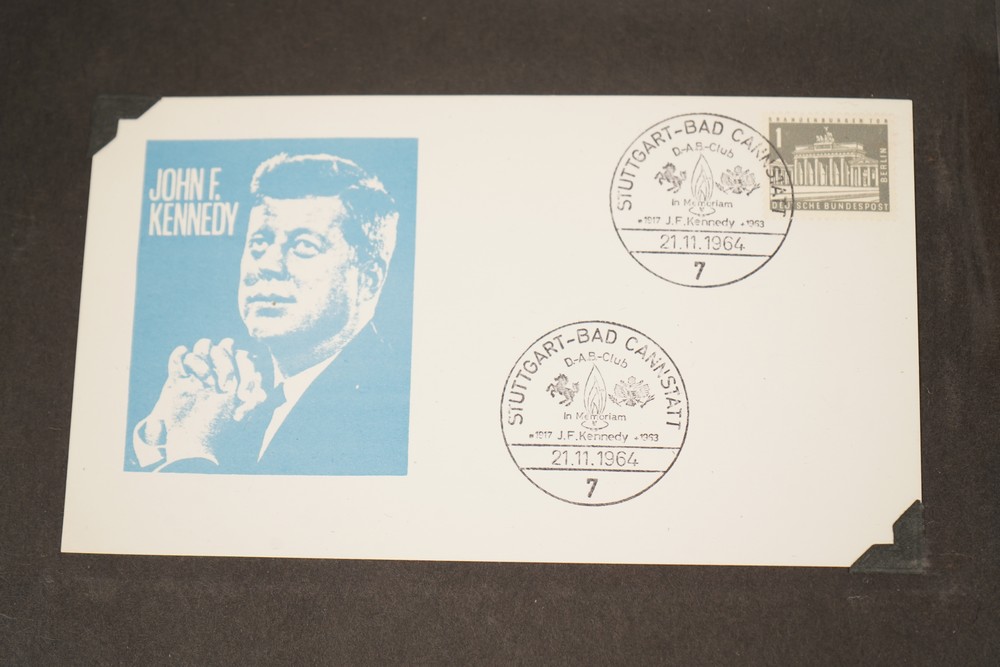 JOHN F.
KENNEDY
STUTTGART-BAD CANNSTATT
D-A.B.-Club
In Memoriam
*1917 J.F. Kennedy +1963
21.11.1964
7
BRANDENBURGER TOR
1
BERLIN
DEUTSCHE BUNDESPOST
STUTTGART-BAD CANNSTATT
D-A.B.-Club
In Memoriam
*1917 J.F. Kennedy +1963
21.11.1964
7